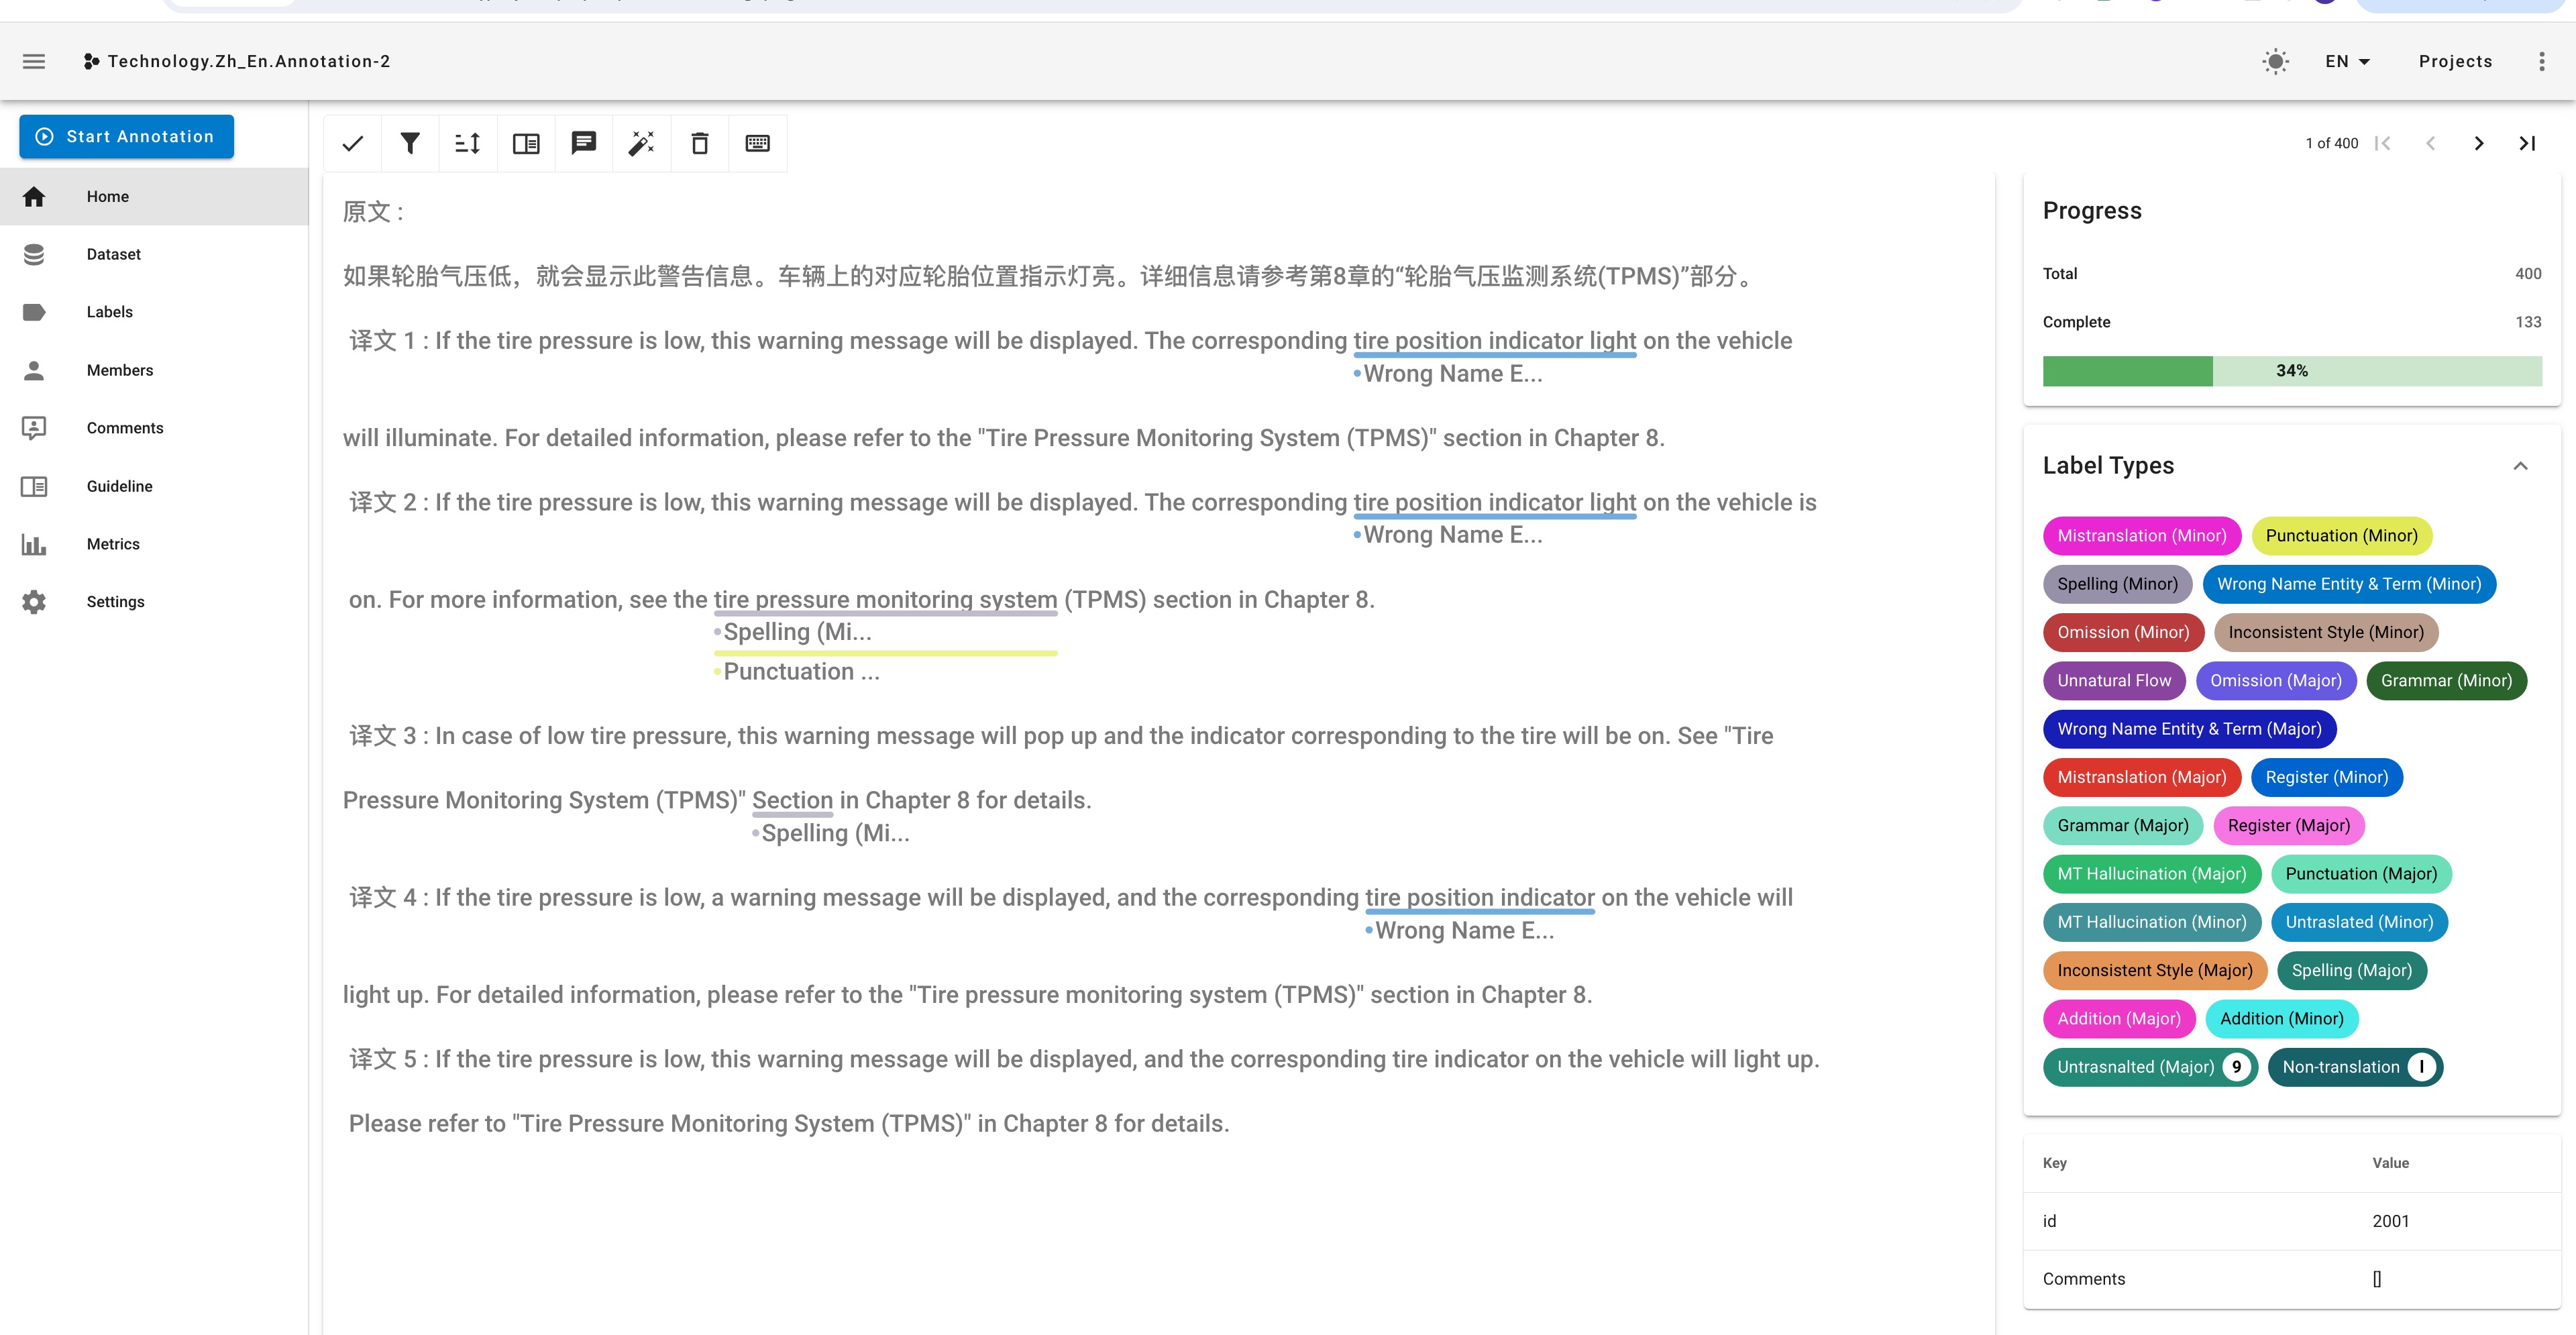 Technology.Zh_En.Annotation-2
EN
Projects
Start Annotation
Home
Dataset
Labels
Members
Comments
Guideline
Metrics
Settings
1 of 400
原文 :
如果轮胎气压低，就会显示此警告信息。车辆上的对应轮胎位置指示灯亮。详细信息请参考第8章的“轮胎气压监测系统(TPMS)”部分。
译文 1 : If the tire pressure is low, this warning message will be displayed. The corresponding tire position indicator light on the vehicle
•Wrong Name E...
will illuminate. For detailed information, please refer to the "Tire Pressure Monitoring System (TPMS)" section in Chapter 8.
译文 2 : If the tire pressure is low, this warning message will be displayed. The corresponding tire position indicator light on the vehicle is
•Wrong Name E...
on. For more information, see the tire pressure monitoring system (TPMS) section in Chapter 8.
•Spelling (Mi...
•Punctuation ...
译文 3 : In case of low tire pressure, this warning message will pop up and the indicator corresponding to the tire will be on. See "Tire
Pressure Monitoring System (TPMS)" Section in Chapter 8 for details.
•Spelling (Mi...
译文 4 : If the tire pressure is low, a warning message will be displayed, and the corresponding tire position indicator on the vehicle will
•Wrong Name E...
light up. For detailed information, please refer to the "Tire pressure monitoring system (TPMS)" section in Chapter 8.
译文 5 : If the tire pressure is low, this warning message will be displayed, and the corresponding tire indicator on the vehicle will light up.
Please refer to "Tire Pressure Monitoring System (TPMS)" in Chapter 8 for details.
Progress
Total 400
Complete 133
34%
Label Types
Mistranslation (Minor) Punctuation (Minor)
Spelling (Minor) Wrong Name Entity & Term (Minor)
Omission (Minor) Inconsistent Style (Minor)
Unnatural Flow Omission (Major) Grammar (Minor)
Wrong Name Entity & Term (Major)
Mistranslation (Major) Register (Minor)
Grammar (Major) Register (Major)
MT Hallucination (Major) Punctuation (Major)
MT Hallucination (Minor) Untraslated (Minor)
Inconsistent Style (Major) Spelling (Major)
Addition (Major) Addition (Minor)
Untrasnalted (Major) 9 Non-translation l
Key Value
id 2001
Comments []